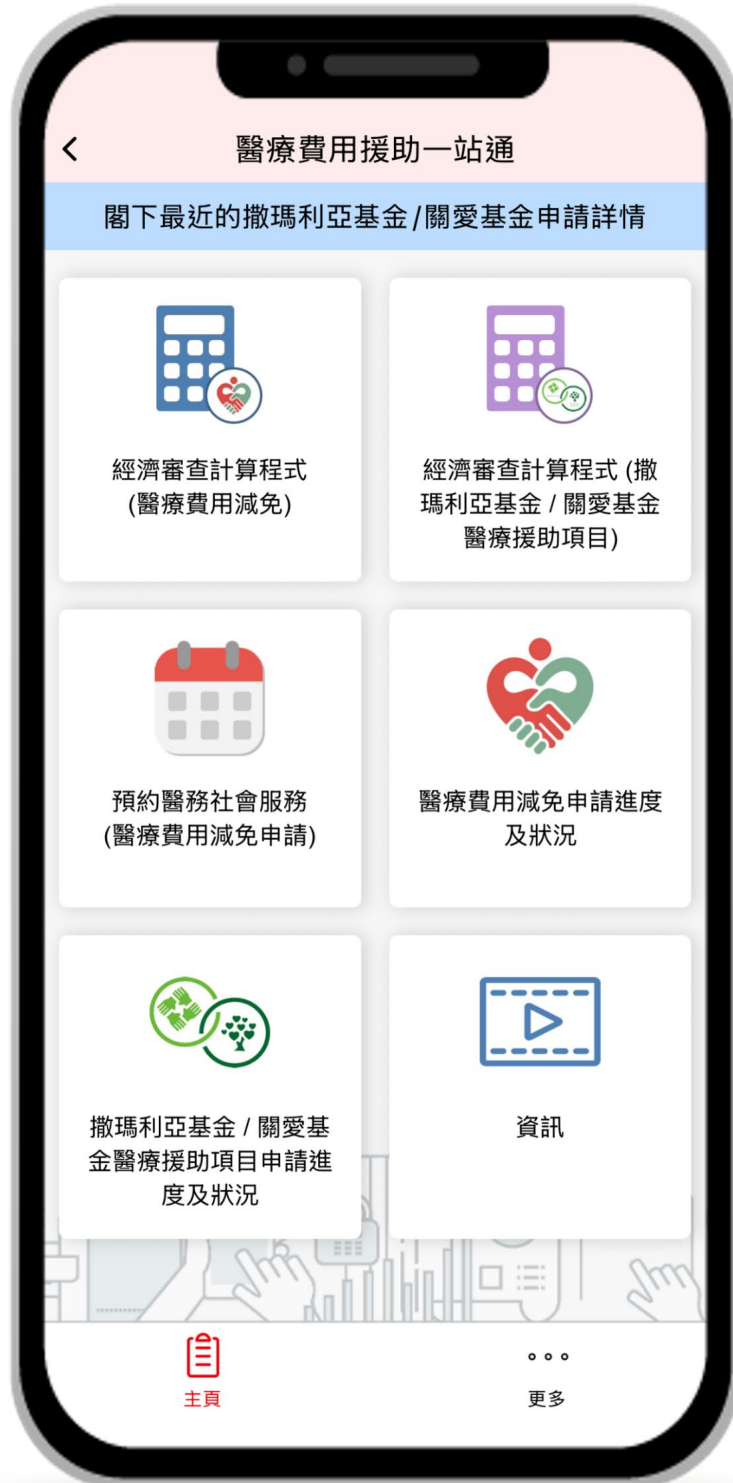 醫療費用援助一站通
閣下最近的撒瑪利亞基金/關愛基金申請詳情
經濟審查計算程式
(醫療費用減免)
經濟審查計算程式 (撒
瑪利亞基金 / 關愛基金
醫療援助項目)
預約醫務社會服務
(醫療費用減免申請)
醫療費用減免申請進度
及狀況
撒瑪利亞基金 / 關愛基
金醫療援助項目申請進
度及狀況
資訊
主頁
更多